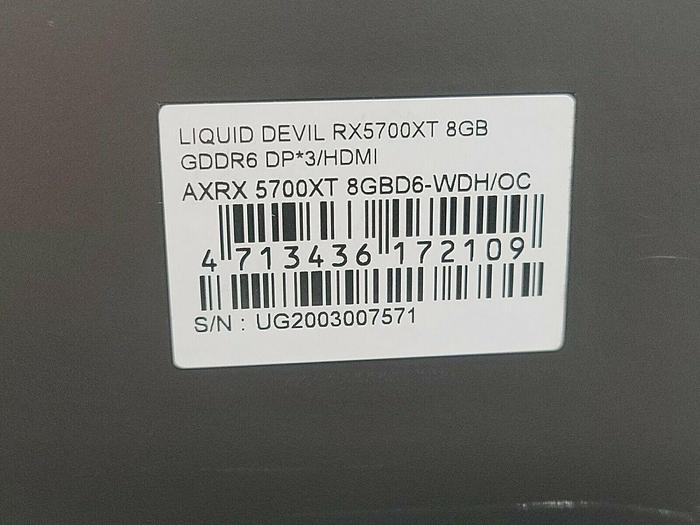 LIQUID DEVIL RX5700XT 8GB
GDDR6 DP*3/HDMI
AXRX 5700XT 8GBD6-WDH/OC
4 713436 172109
S/N : UG2003007571